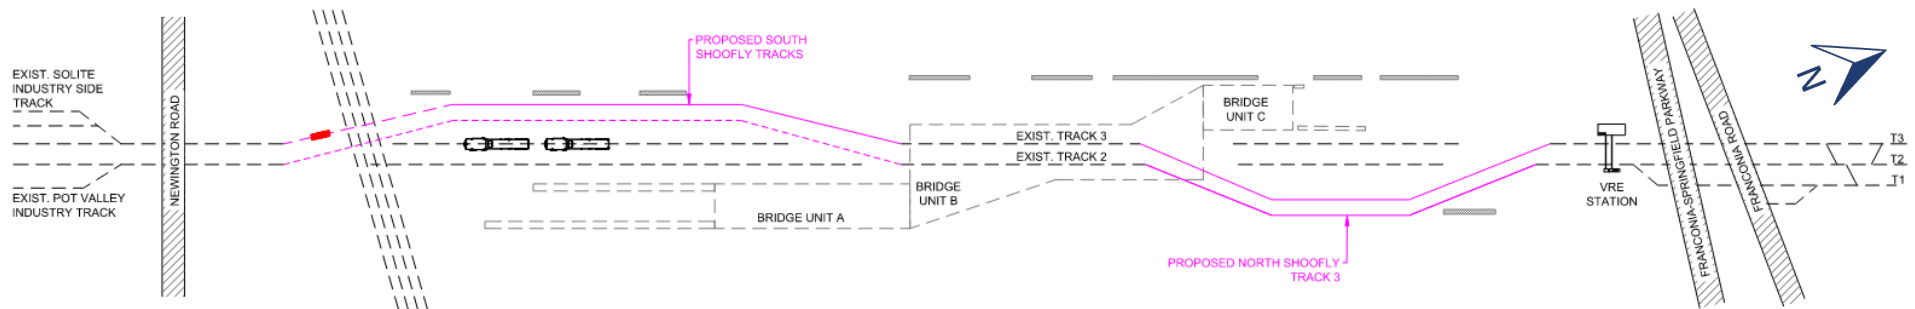 EXIST. SOLITE
INDUSTRY SIDE
TRACK
EXIST. POT VALLEY
INDUSTRY TRACK
NEWINGTON ROAD
PROPOSED SOUTH
SHOOFLY TRACKS
BRIDGE UNIT A
BRIDGE
UNIT B
EXIST. TRACK 3
EXIST. TRACK 2
BRIDGE
UNIT C
PROPOSED NORTH SHOOFLY
TRACK 3
VRE
STATION
FRANCONIA-SPRINGFIELD PARKWAY
FRANCONIA ROAD
N
T3
T2
T1